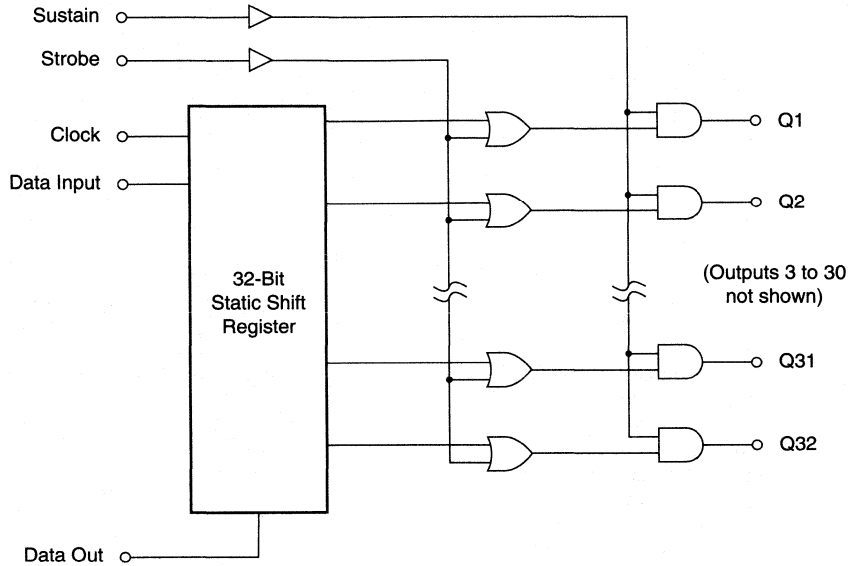 Sustain
Strobe
Clock
Data Input
32-Bit
Static Shift
Register
Data Out
Q1
Q2
(Outputs 3 to 30
not shown)
Q31
Q32